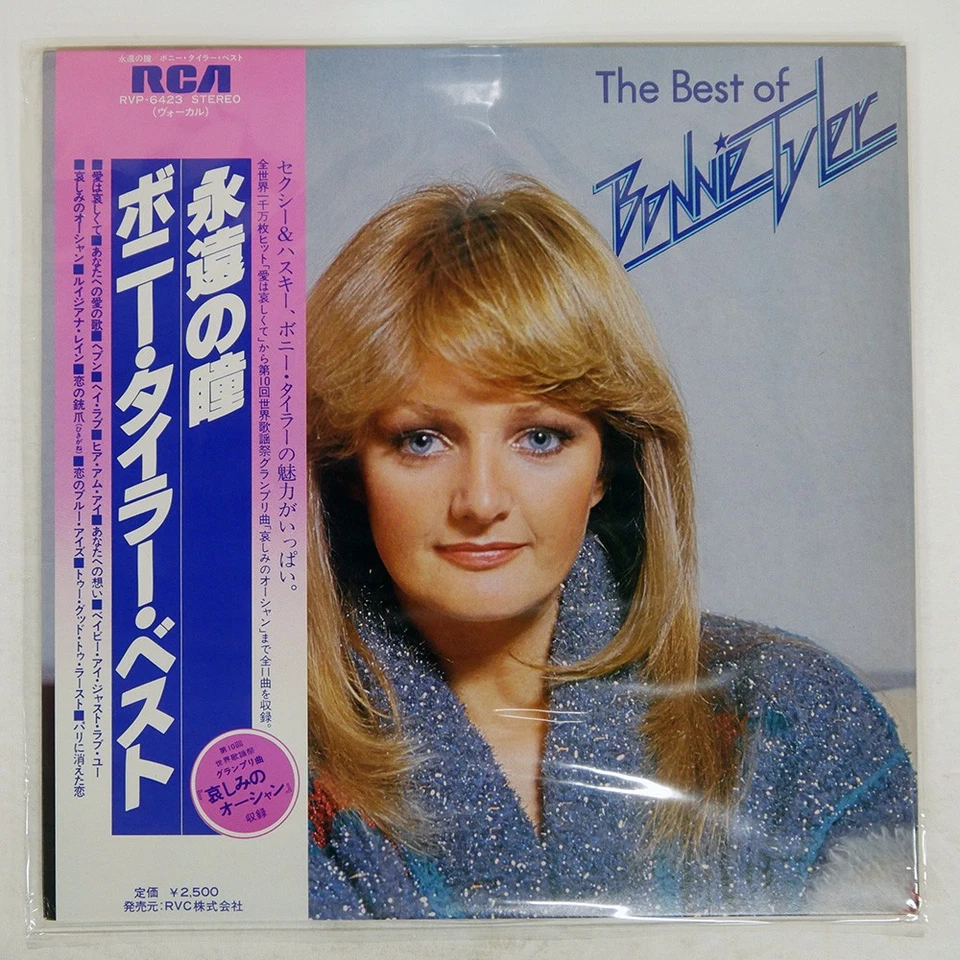 永遠の瞳 ボニー・タイラー・ベスト
RCA
RVP-6423 STEREO
(ヴォーカル)
The Best of
Bonnie Tyler
セクシー&ハスキー、ボニー・タイラーの魅力がいっぱい。
全世界一千万枚ヒット「愛は哀しくて」から第10回世界歌謡祭グランプリ曲「哀しみのオーシャン」まで全11曲を収録。
永遠の瞳
ボニー・タイラー・ベスト
■愛は哀しくて■あなたへの愛の歌■ヘブン■ヘイ・ラブ■ヒア・アム・アイ■あなたへの想い■ベイビー・アイ・ジャスト・ラブ・ユー
■哀しみのオーシャン■ルイジアナ・レイン■恋の銃爪(ひきがね)■恋のブルー・アイズ■トゥー・グッド・トゥ・ラースト■パリに消えた恋
第10回
世界歌謡祭
グランプリ曲
『哀しみの
オーシャン』
収録
定価 ¥2,500
発売元:RVC株式会社